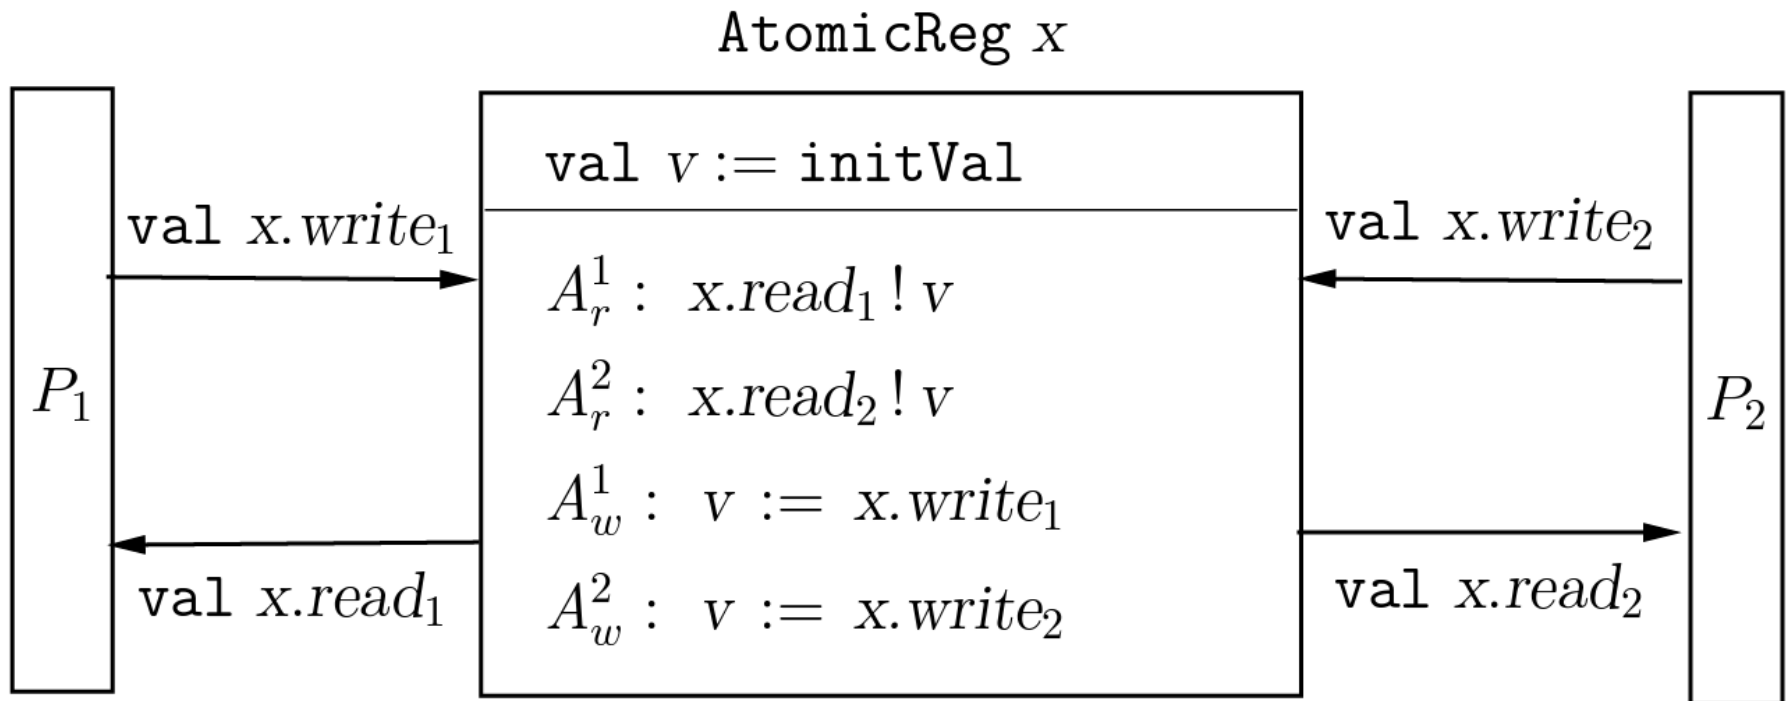 AtomicReg x
val v := initVal
val x.write₁
val x.write₂
A_r^1 : x.read₁ ! v
A_r^2 : x.read₂ ! v
P₁
P₂
A_w^1 : v := x.write₁
A_w^2 : v := x.write₂
val x.read₁
val x.read₂